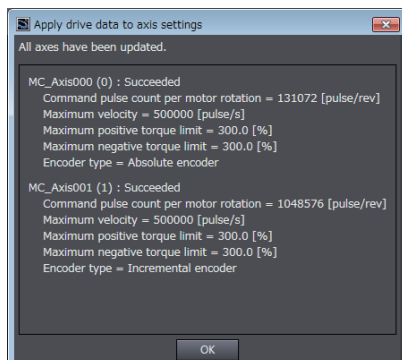 Apply drive data to axis settings
All axes have been updated.
MC_Axis000 (0) : Succeeded
Command pulse count per motor rotation = 131072 [pulse/rev]
Maximum velocity = 500000 [pulse/s]
Maximum positive torque limit = 300.0 [%]
Maximum negative torque limit = 300.0 [%]
Encoder type = Absolute encoder
MC_Axis001 (1) : Succeeded
Command pulse count per motor rotation = 1048576 [pulse/rev]
Maximum velocity = 500000 [pulse/s]
Maximum positive torque limit = 300.0 [%]
Maximum negative torque limit = 300.0 [%]
Encoder type = Incremental encoder
OK